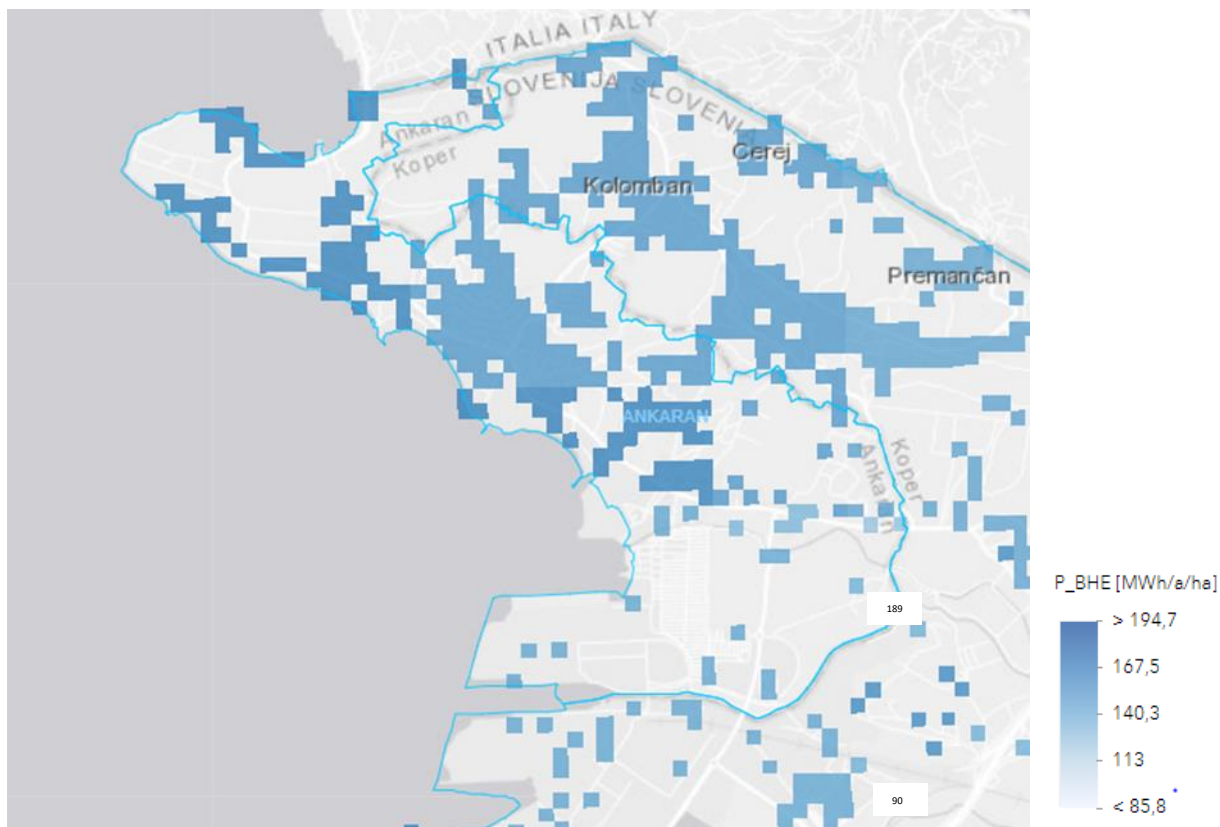 ITALIA ITALY
SLOVENIJA SLOVENIA
Ankaran
Koper
Cerej
Kolomban
Premančan
ANKARAN
Koper
Ankaran
189
90
P_BHE [MWh/a/ha]
> 194,7
167,5
140,3
113
< 85,8